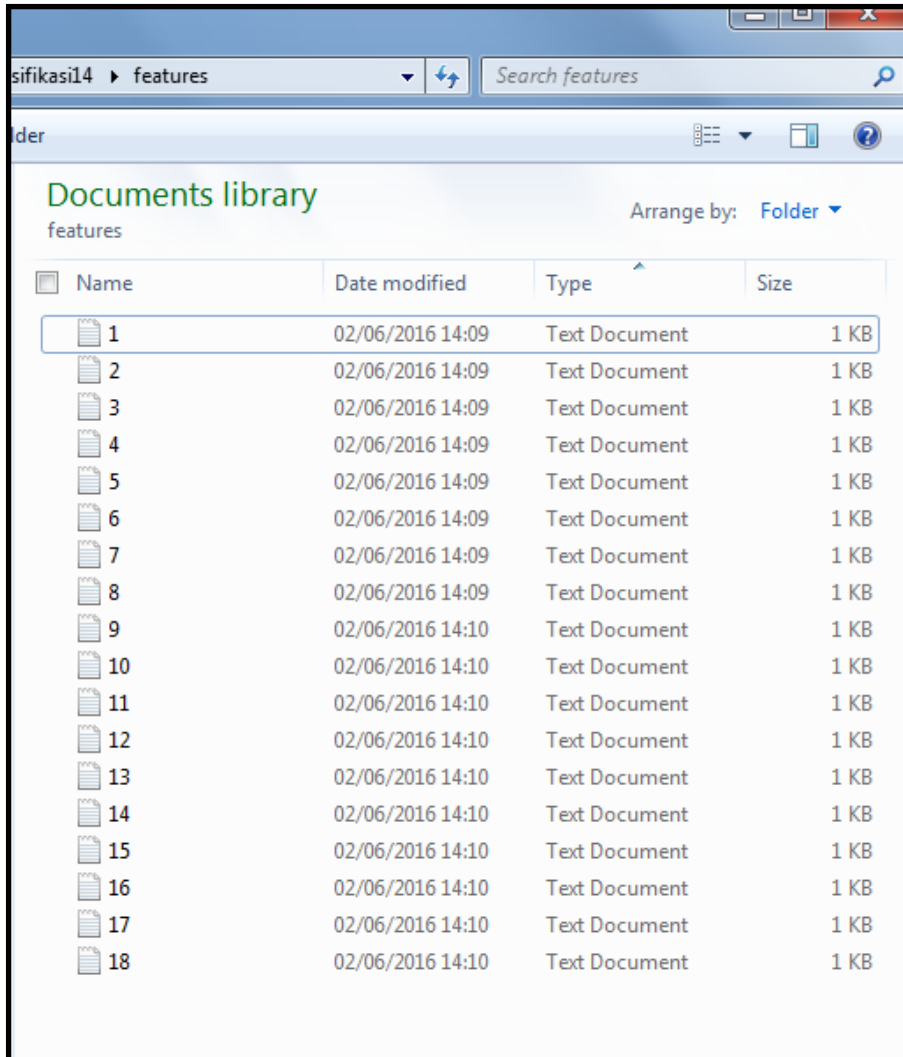 sifikasi14 ▸ features Search features
lder
Documents library
features
Arrange by: Folder
Name Date modified Type Size
1 02/06/2016 14:09 Text Document 1 KB
2 02/06/2016 14:09 Text Document 1 KB
3 02/06/2016 14:09 Text Document 1 KB
4 02/06/2016 14:09 Text Document 1 KB
5 02/06/2016 14:09 Text Document 1 KB
6 02/06/2016 14:09 Text Document 1 KB
7 02/06/2016 14:09 Text Document 1 KB
8 02/06/2016 14:09 Text Document 1 KB
9 02/06/2016 14:10 Text Document 1 KB
10 02/06/2016 14:10 Text Document 1 KB
11 02/06/2016 14:10 Text Document 1 KB
12 02/06/2016 14:10 Text Document 1 KB
13 02/06/2016 14:10 Text Document 1 KB
14 02/06/2016 14:10 Text Document 1 KB
15 02/06/2016 14:10 Text Document 1 KB
16 02/06/2016 14:10 Text Document 1 KB
17 02/06/2016 14:10 Text Document 1 KB
18 02/06/2016 14:10 Text Document 1 KB